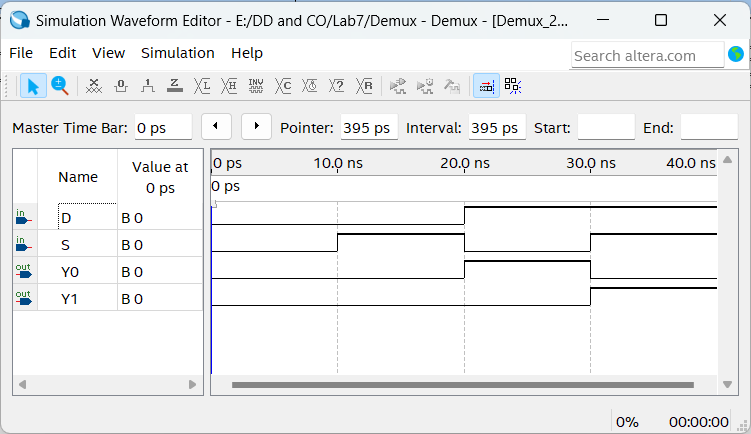 Simulation Waveform Editor - E:/DD and CO/Lab7/Demux - Demux - [Demux_2...
File Edit View Simulation Help
Search altera.com
Master Time Bar: 0 ps Pointer: 395 ps Interval: 395 ps Start: End:
Name
Value at
0 ps
0 ps 10.0 ns 20.0 ns 30.0 ns 40.0 ns
0 ps
in D B 0
in S B 0
out Y0 B 0
out Y1 B 0
0% 00:00:00